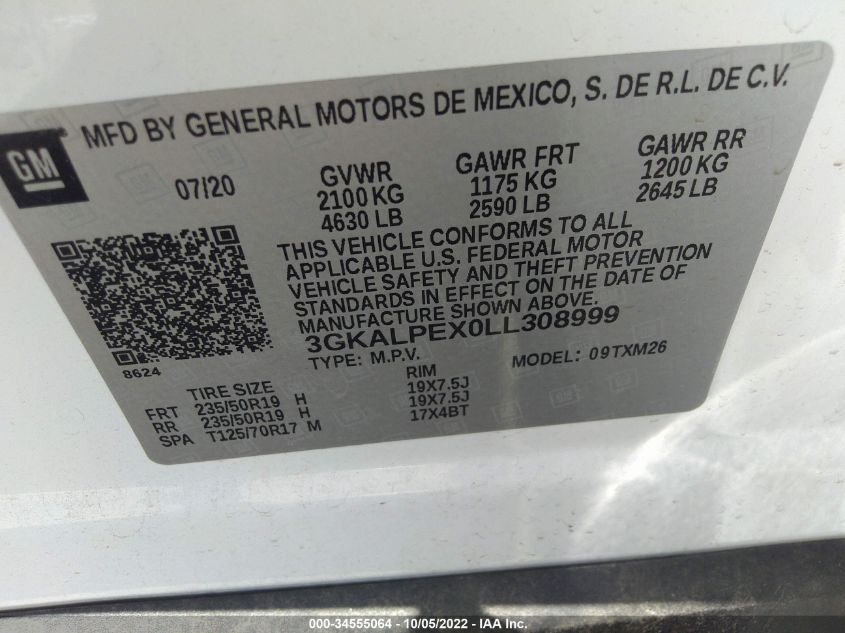 MFD BY GENERAL MOTORS DE MEXICO, S. DE R.L. DE C.V.
GM
07/20
GVWR
2100 KG
4630 LB
GAWR FRT
1175 KG
2590 LB
GAWR RR
1200 KG
2645 LB
THIS VEHICLE CONFORMS TO ALL
APPLICABLE U.S. FEDERAL MOTOR
VEHICLE SAFETY AND THEFT PREVENTION
STANDARDS IN EFFECT ON THE DATE OF
MANUFACTURE SHOWN ABOVE.
3GKALPEX0LL308999
TYPE: M.P.V.
MODEL: 09TXM26
8624
TIRE SIZE
RIM
FRT 235/50R19 H 19X7.5J
RR 235/50R19 H 19X7.5J
SPA T125/70R17 M 17X4BT
000-34555064 - 10/05/2022 - IAA Inc.